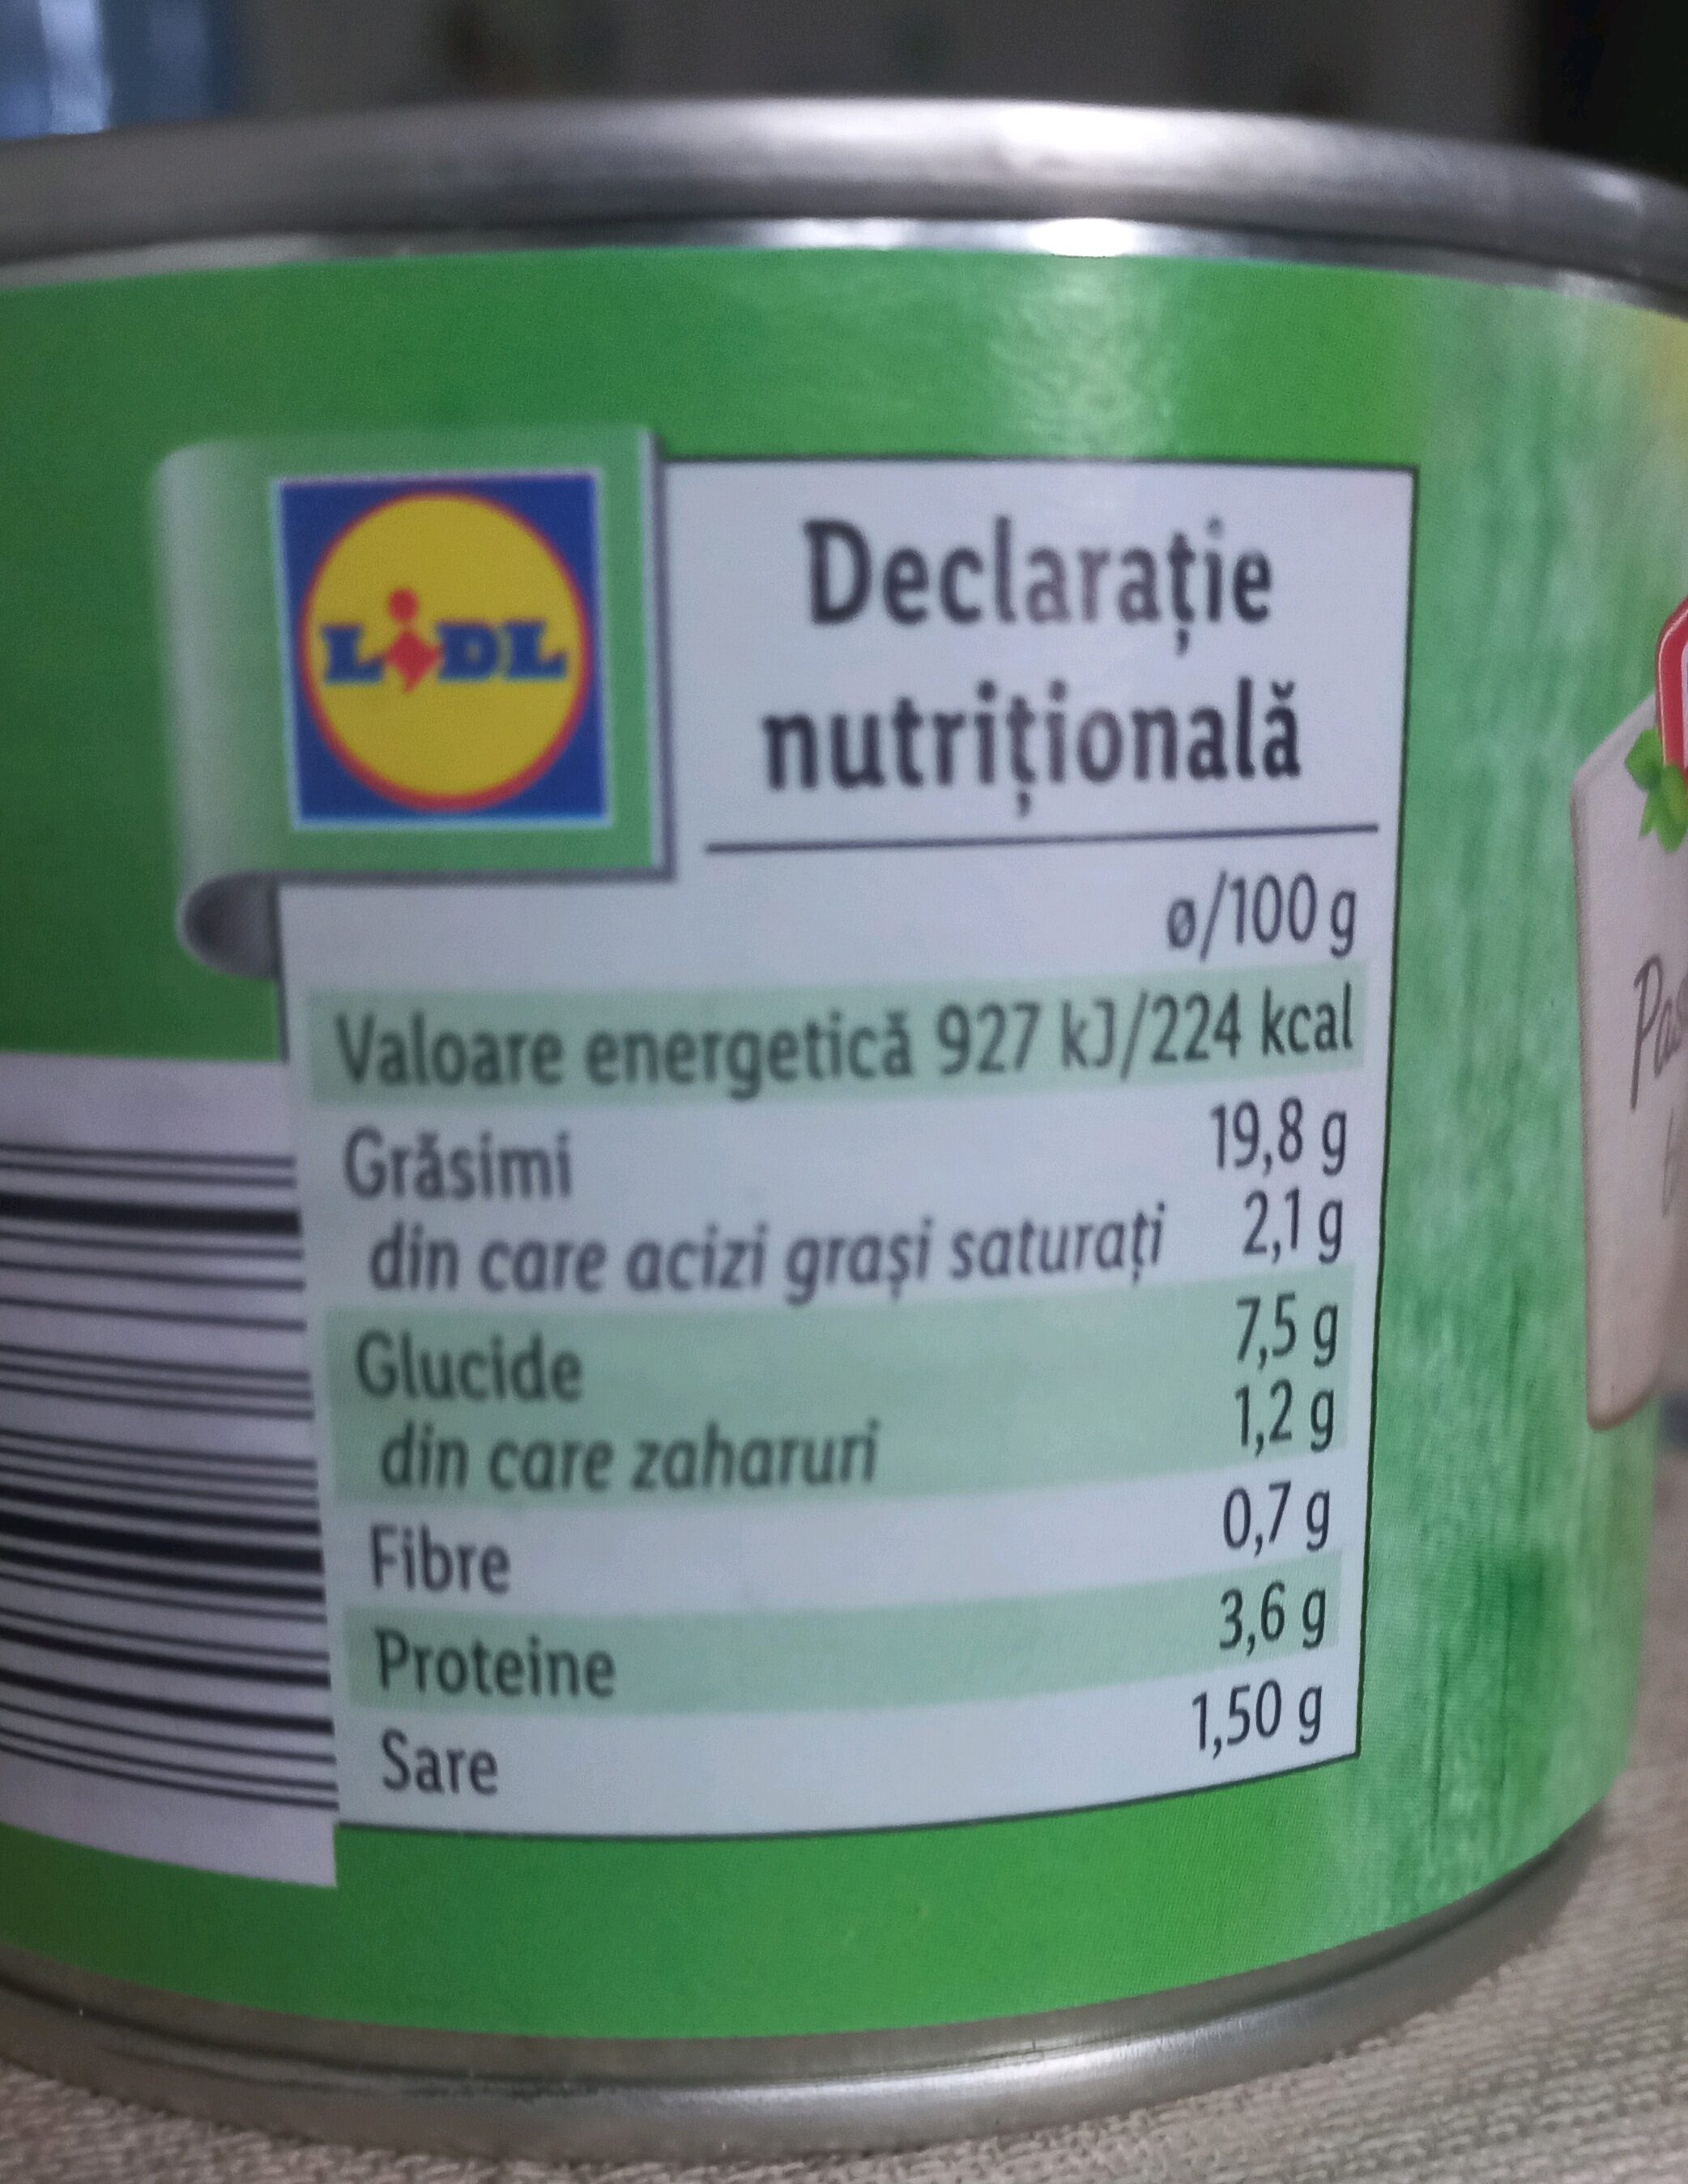 LIDL
Declarație
nutrițională
ø/100 g
Valoare energetică 927 kJ/224 kcal
Grăsimi 19,8 g
din care acizi grași saturați 2,1 g
Glucide 7,5 g
din care zaharuri 1,2 g
Fibre 0,7 g
Proteine 3,6 g
Sare 1,50 g